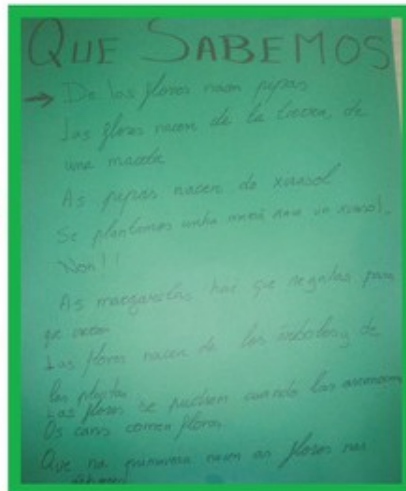 QUE SABEMOS
→ De las flores nacen pipas
Las flores nacen de la tierra, de
una maceta
As pipas nacen do xirasol
Se plantamos unha nace un xirasol.
Non!!
As margaritas hai que regalas para
que
Las flores nacen de los árboles y de
las plantas
Las flores se pudren cuando las arrancan
Os cans comen flores
Que na primavera nacen as flores nas